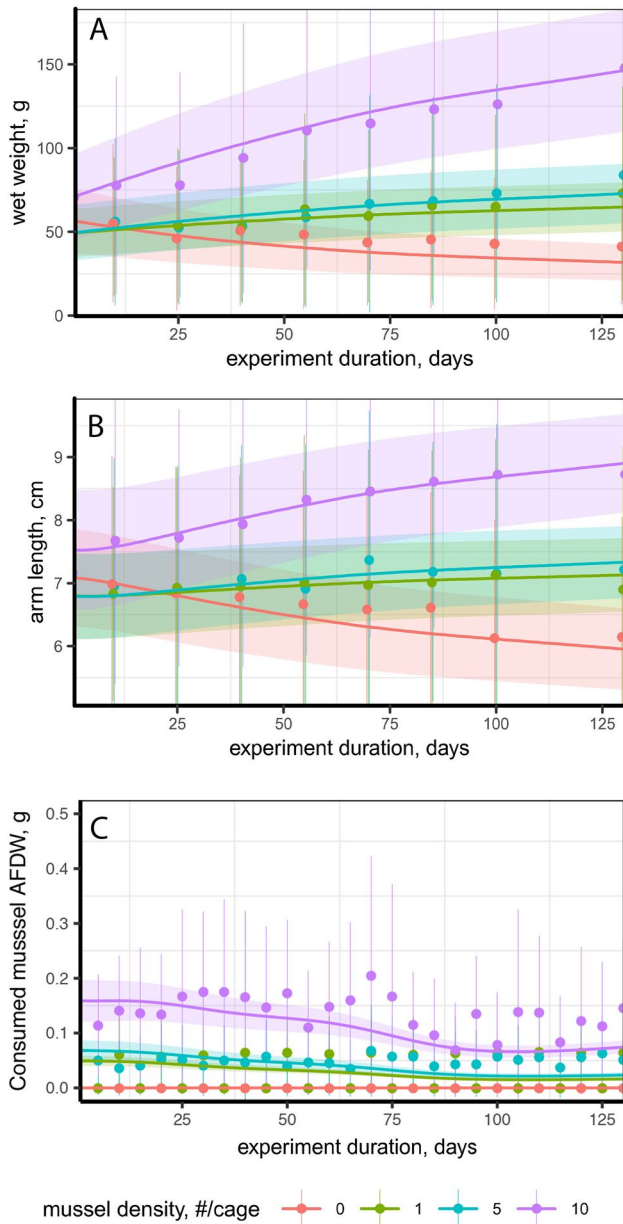 A
wet weight, g
150
100
50
0
25
50
75
100
125
experiment duration, days
B
arm length, cm
9
8
7
6
25
50
75
100
125
experiment duration, days
C
Consumed musssel AFDW, g
0.5
0.4
0.3
0.2
0.1
0.0
25
50
75
100
125
experiment duration, days
mussel density, #/cage 0 1 5 10